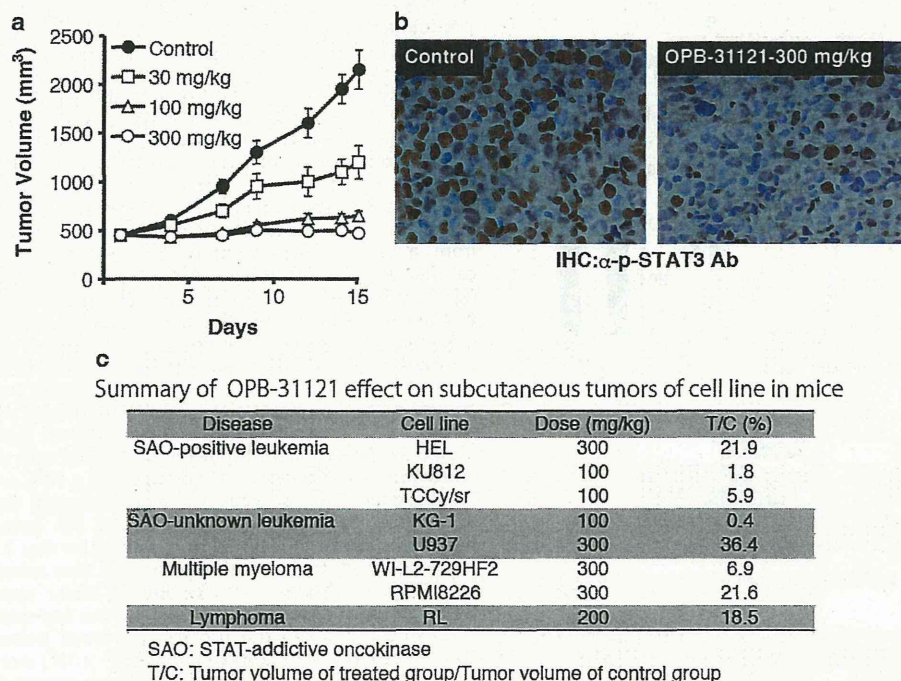 a
Tumor Volume (mm³)
2500
2000
1500
1000
500
0
Control
30 mg/kg
100 mg/kg
300 mg/kg
5
10
15
Days
b
Control
OPB-31121-300 mg/kg
IHC:α-p-STAT3 Ab
c
Summary of OPB-31121 effect on subcutaneous tumors of cell line in mice
Disease Cell line Dose (mg/kg) T/C (%)
SAO-positive leukemia HEL 300 21.9
KU812 100 1.8
TCCy/sr 100 5.9
SAO-unknown leukemia KG-1 100 0.4
U937 300 36.4
Multiple myeloma WI-L2-729HF2 300 6.9
RPMI8226 300 21.6
Lymphoma RL 200 18.5
SAO: STAT-addictive oncokinase
T/C: Tumor volume of treated group/Tumor volume of control group